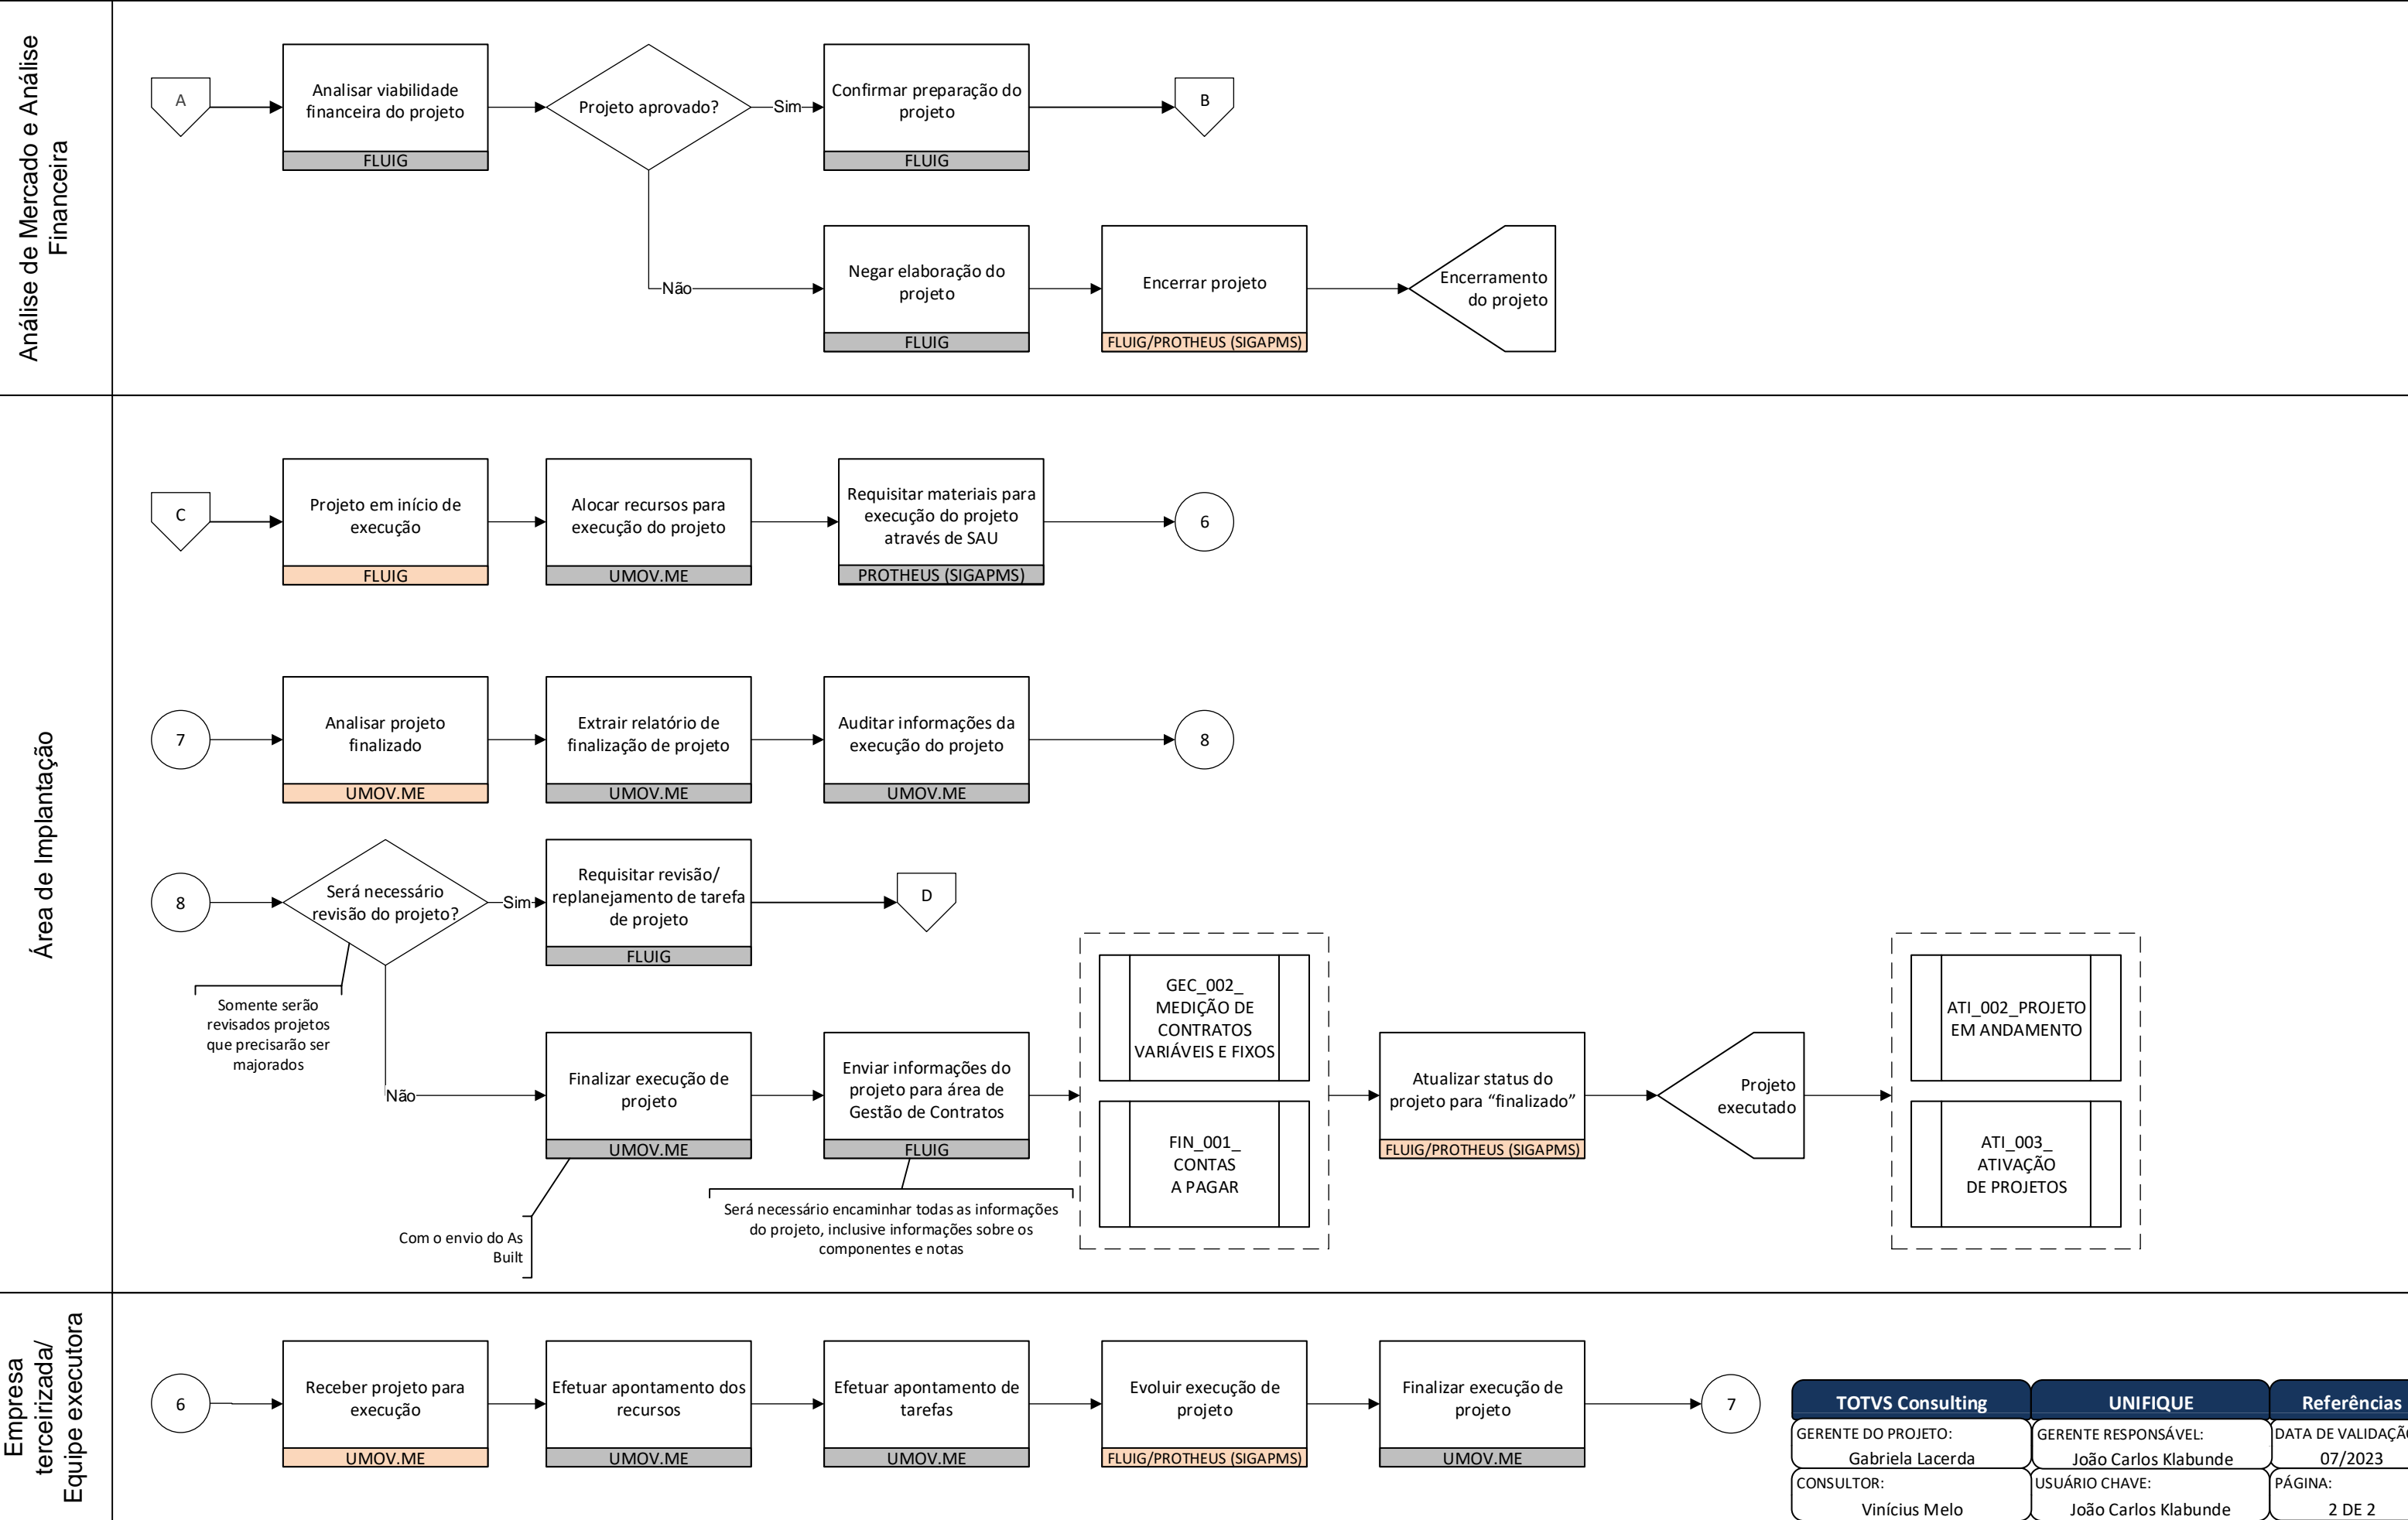 Análise de Mercado e Análise
Financeira
A
Analisar viabilidade
financeira do projeto
FLUIG
Projeto aprovado?
Sim
Confirmar preparação do
projeto
FLUIG
B
Não
Negar elaboração do
projeto
FLUIG
Encerrar projeto
FLUIG/PROTHEUS (SIGAPMS)
Encerramento
do projeto
Área de Implantação
C
Projeto em início de
execução
FLUIG
Alocar recursos para
execução do projeto
UMOV.ME
Requisitar materiais para
execução do projeto
através de SAU
PROTHEUS (SIGAPMS)
6
7
Analisar projeto
finalizado
UMOV.ME
Extrair relatório de
finalização de projeto
UMOV.ME
Auditar informações da
execução do projeto
UMOV.ME
8
8
Será necessário
revisão do projeto?
Sim
Requisitar revisão/
replanejamento de tarefa
de projeto
FLUIG
D
Somente serão
revisados projetos
que precisarão ser
majorados
Não
Finalizar execução de
projeto
UMOV.ME
Com o envio do As
Built
Enviar informações do
projeto para área de
Gestão de Contratos
FLUIG
Será necessário encaminhar todas as informações
do projeto, inclusive informações sobre os
componentes e notas
GEC_002_
MEDIÇÃO DE
CONTRATOS
VARIÁVEIS E FIXOS
FIN_001_
CONTAS
A PAGAR
Atualizar status do
projeto para “finalizado”
FLUIG/PROTHEUS (SIGAPMS)
Projeto
executado
ATI_002_PROJETO
EM ANDAMENTO
ATI_003_
ATIVAÇÃO
DE PROJETOS
Empresa
terceirizada/
Equipe executora
6
Receber projeto para
execução
UMOV.ME
Efetuar apontamento dos
recursos
UMOV.ME
Efetuar apontamento de
tarefas
UMOV.ME
Evoluir execução de
projeto
FLUIG/PROTHEUS (SIGAPMS)
Finalizar execução de
projeto
UMOV.ME
7
TOTVS Consulting
UNIFIQUE
Referências
GERENTE DO PROJETO:
Gabriela Lacerda
GERENTE RESPONSÁVEL:
João Carlos Klabunde
DATA DE VALIDAÇÃO
07/2023
CONSULTOR:
Vinícius Melo
USUÁRIO CHAVE:
João Carlos Klabunde
PÁGINA:
2 DE 2